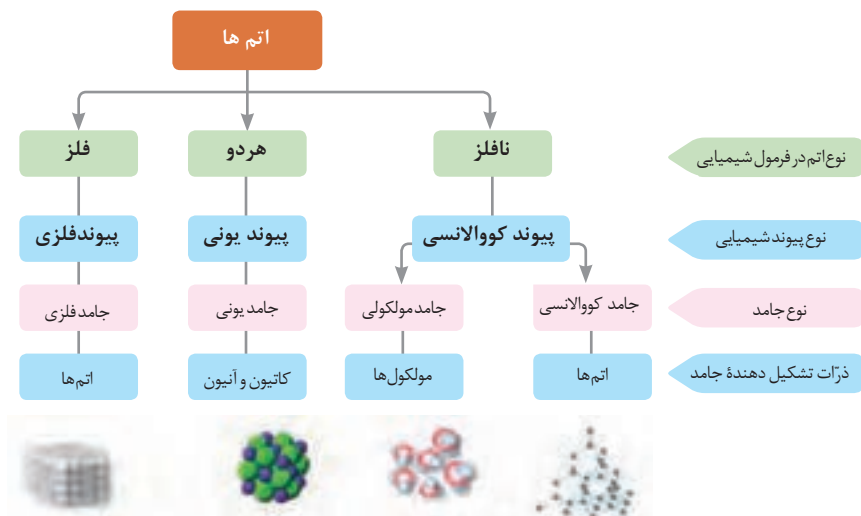 اتم ها
نوع اتم در فرمول شیمیایی
نافلز
هردو
فلز
نوع پیوند شیمیایی
پیوند کووالانسی
پیوند یونی
پیوند فلزی
نوع جامد
جامد کووالانسی
جامد مولکولی
جامد یونی
جامد فلزی
ذرّات تشکیل دهندهٔ جامد
اتم‌ها
مولکول‌ها
کاتیون و آنیون
اتم‌ها